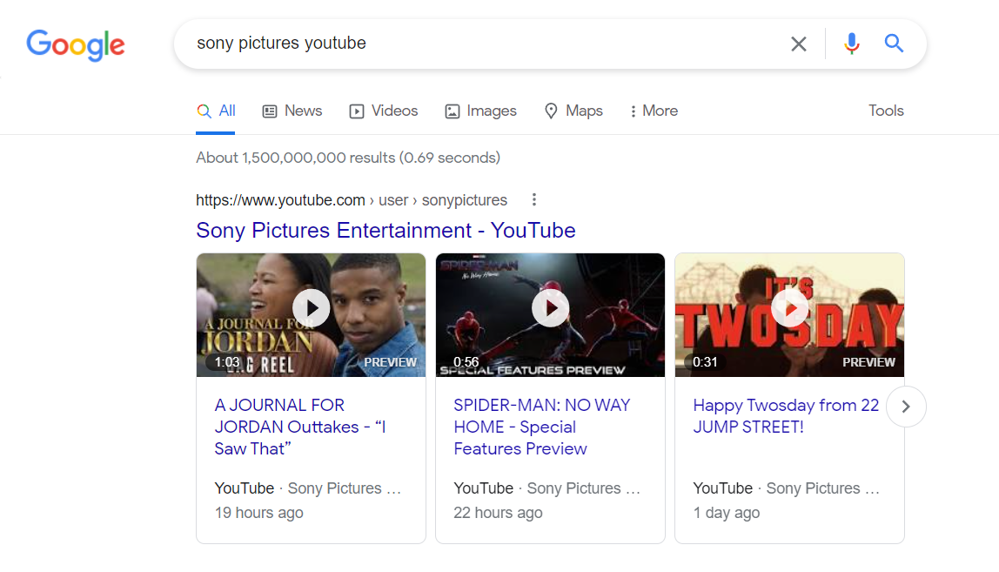 Google
sony pictures youtube
All
News
Videos
Images
Maps
More
Tools
About 1,500,000,000 results (0.69 seconds)
https://www.youtube.com › user › sonypictures
Sony Pictures Entertainment - YouTube
A JOURNAL FOR
JORDAN
REEL
1:03
PREVIEW
SPIDER-MAN
No Way Home
0:56
SPECIAL FEATURES PREVIEW
IT'S
TWOSDAY
0:31
PREVIEW
A JOURNAL FOR
JORDAN Outtakes - “I
Saw That”
YouTube · Sony Pictures ...
19 hours ago
SPIDER-MAN: NO WAY
HOME - Special
Features Preview
YouTube · Sony Pictures ...
22 hours ago
Happy Twosday from 22
JUMP STREET!
YouTube · Sony Pictures ...
1 day ago